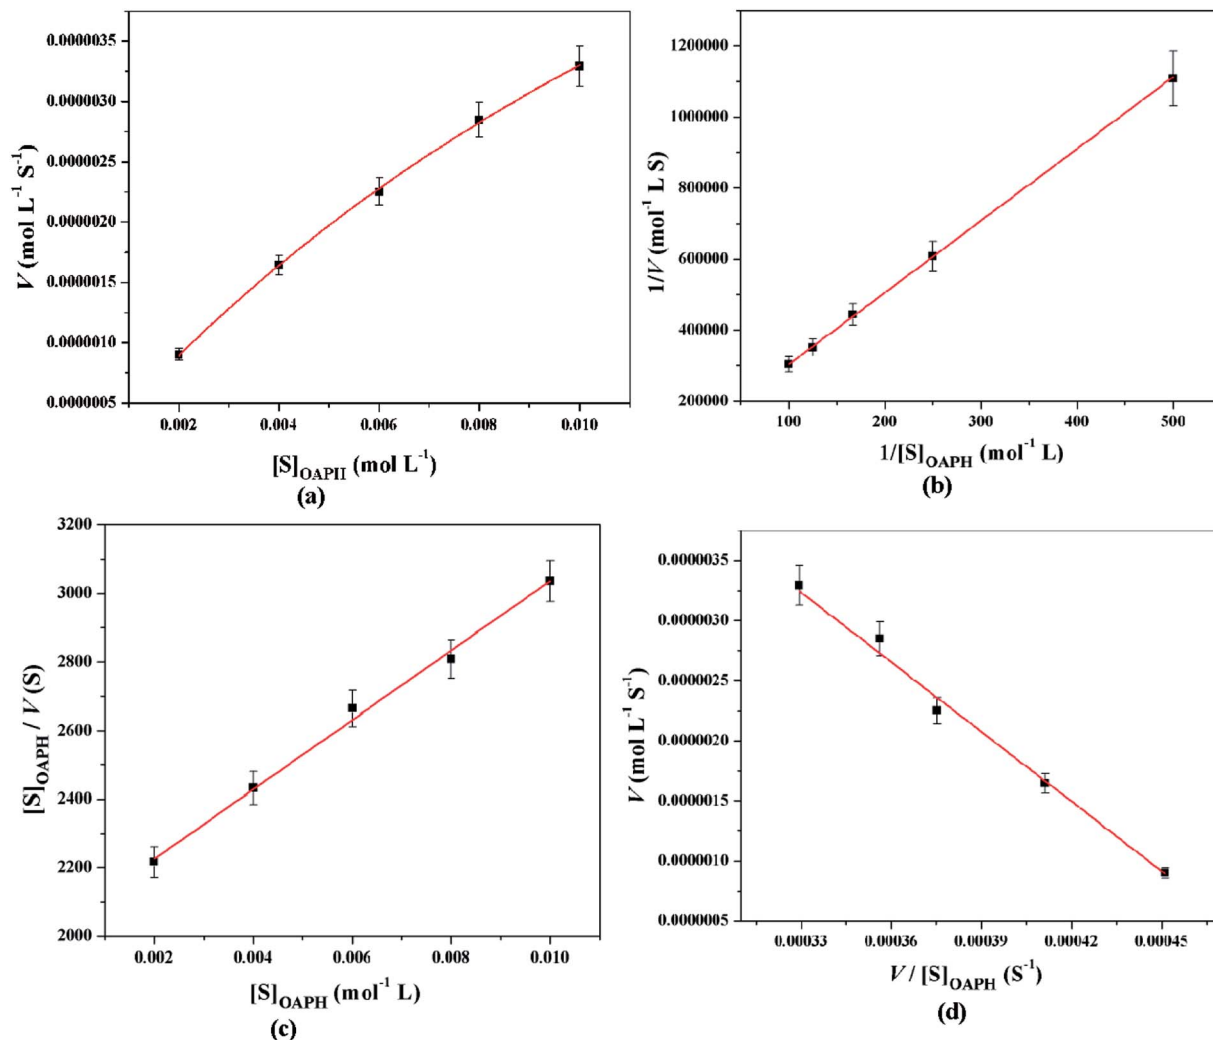 0.0000035
0.0000030
0.0000025
0.0000020
0.0000015
0.0000010
0.0000005
V (mol L⁻¹ S⁻¹)
0.002 0.004 0.006 0.008 0.010
[S]OAPH (mol L⁻¹)
(a)
1200000
1000000
800000
600000
400000
200000
1/V (mol⁻¹ L S)
100 200 300 400 500
1/[S]OAPH (mol⁻¹ L)
(b)
3200
3000
2800
2600
2400
2200
2000
[S]OAPH / V (S)
0.002 0.004 0.006 0.008 0.010
[S]OAPH (mol⁻¹ L)
(c)
0.0000035
0.0000030
0.0000025
0.0000020
0.0000015
0.0000010
0.0000005
V (mol L⁻¹ S⁻¹)
0.00033 0.00036 0.00039 0.00042 0.00045
V / [S]OAPH (S⁻¹)
(d)